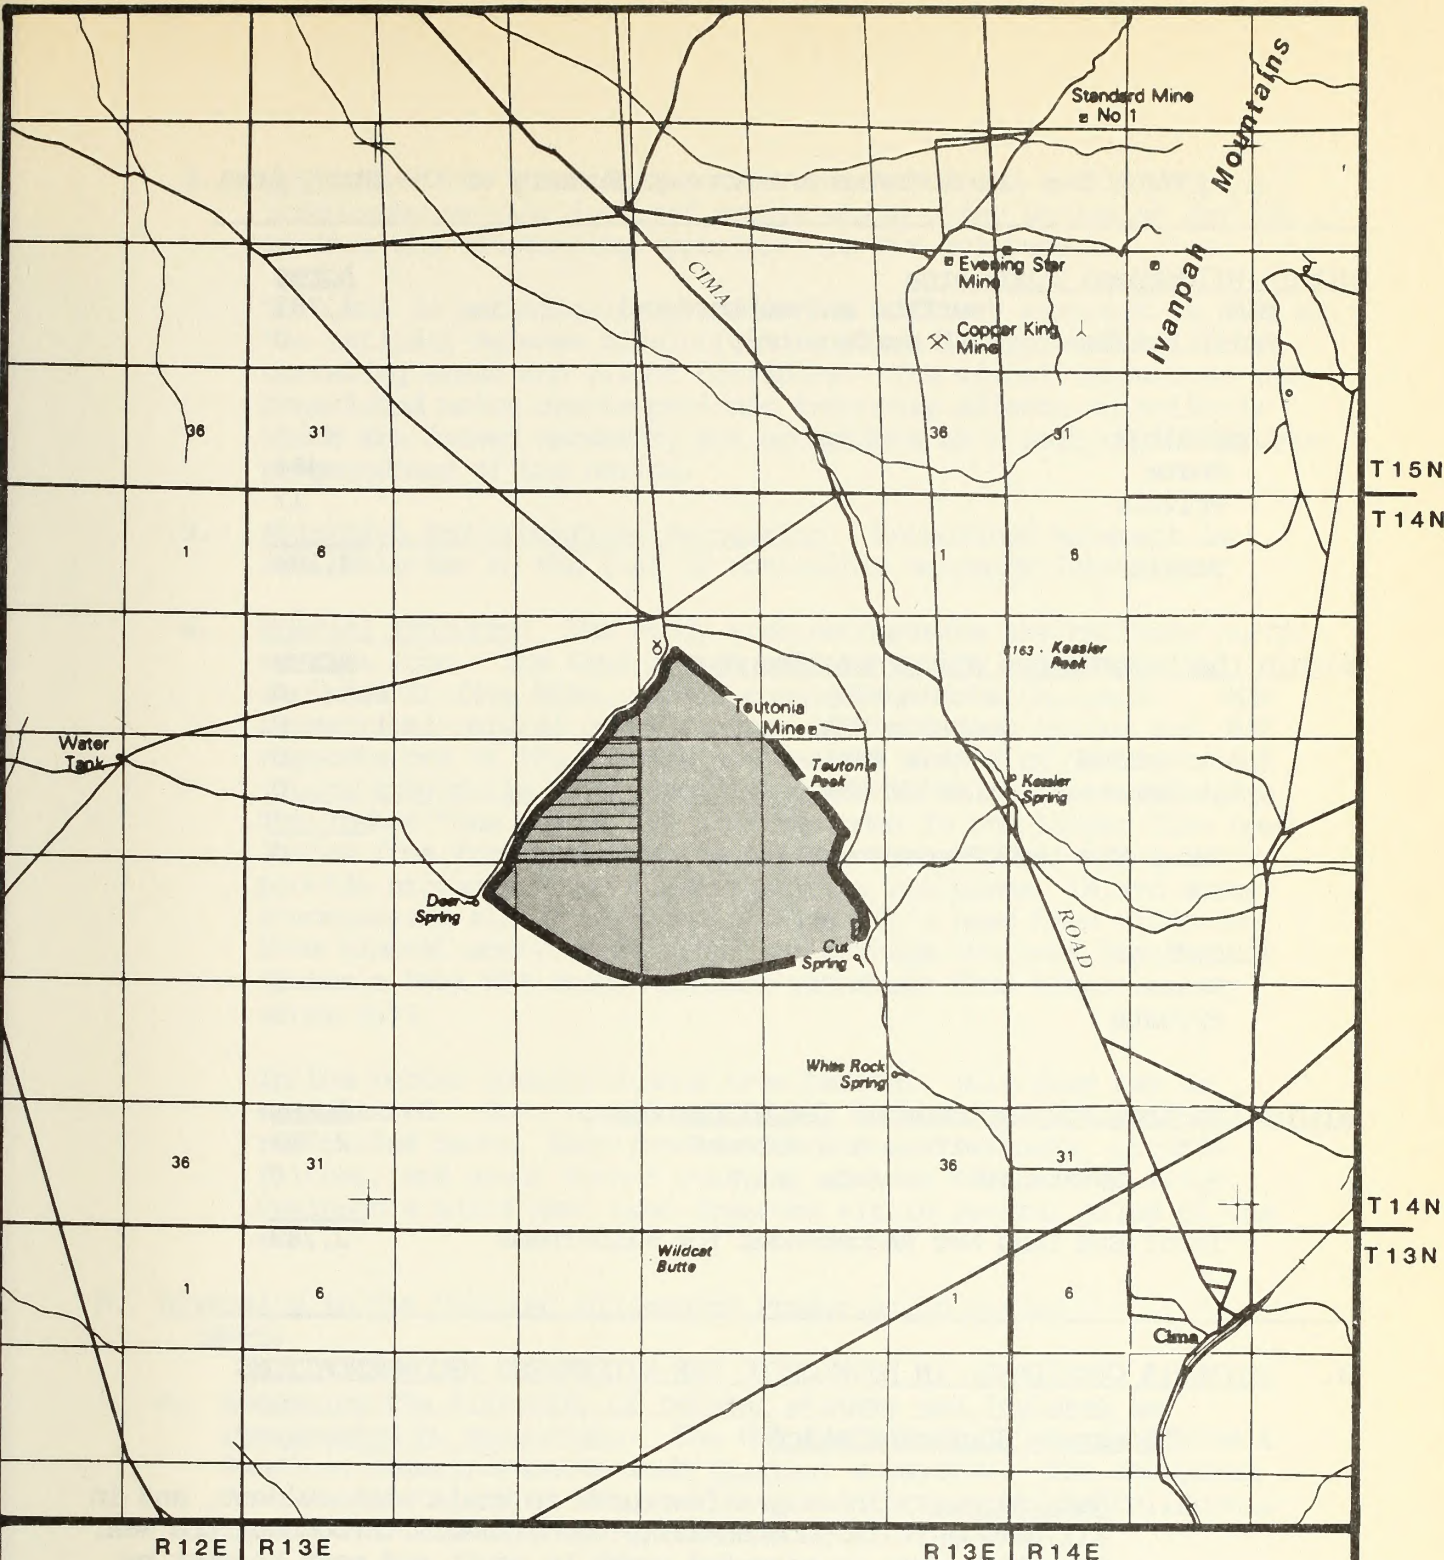 Standard Mine
No 1
Mountains
Ivanpah
CIMA
Evening Star
Mine
Copper King
Mine
36
31
36
31
T15N
T14N
1
6
1
6
Kessler
Peak
Teutonia
Mine
Water
Tank
Teutonia
Peak
Kessler
Spring
Deer
Spring
ROAD
Cut
Spring
White Rock
Spring
36
31
36
31
T14N
T13N
Wildcat
Butte
1
6
1
6
Cima
R12E
R13E
R13E
R14E